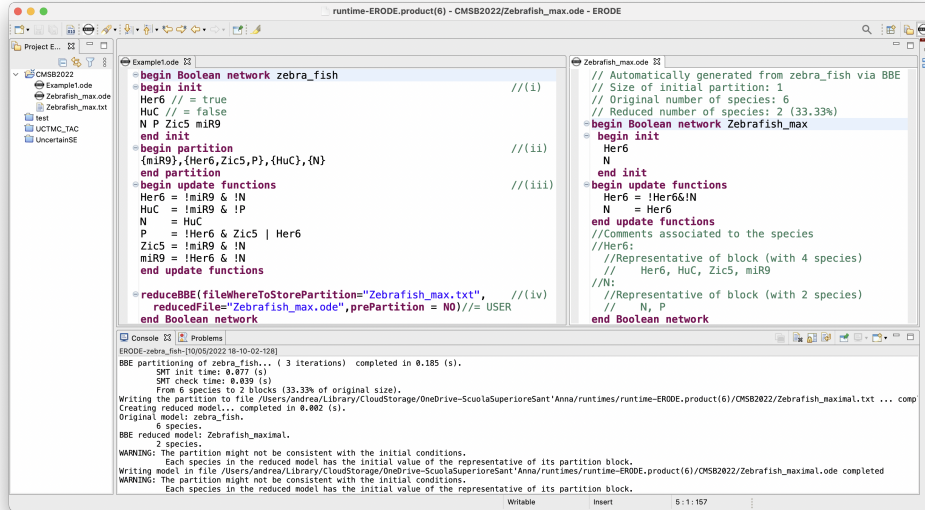 runtime-ERODE.product(6) - CMSB2022/Zebrafish_max.ode - ERODE
Project E...
CMSB2022
Example1.ode
Zebrafish_max.ode
Zebrafish_max.txt
test
UCTMC_TAC
UncertainSE
Example1.ode
begin Boolean network zebra_fish
begin init //(i)
Her6 // = true
HuC // = false
N P Zic5 miR9
end init
begin partition //(ii)
{miR9},{Her6,Zic5,P},{HuC},{N}
end partition
begin update functions //(iii)
Her6 = !miR9 & !N
HuC = !miR9 & !P
N = HuC
P = !Her6 & Zic5 | Her6
Zic5 = !miR9 & !N
miR9 = !Her6 & !N
end update functions
reduceBBE(fileWhereToStorePartition="Zebrafish_max.txt", //(iv)
reducedFile="Zebrafish_max.ode",prePartition = NO)//= USER
end Boolean network
Zebrafish_max.ode
// Automatically generated from zebra_fish via BBE
// Size of initial partition: 1
// Original number of species: 6
// Reduced number of species: 2 (33.33%)
begin Boolean network Zebrafish_max
begin init
Her6
N
end init
begin update functions
Her6 = !Her6&!N
N = Her6
end update functions
//Comments associated to the species
//Her6:
//Representative of block (with 4 species)
// Her6, HuC, Zic5, miR9
//N:
//Representative of block (with 2 species)
// N, P
end Boolean network
Console Problems
ERODE-zebra_fish-[10/05/2022 18-10-02-128]
BBE partitioning of zebra_fish... ( 3 iterations) completed in 0.185 (s).
SMT init time: 0.077 (s)
SMT check time: 0.039 (s)
From 6 species to 2 blocks (33.33% of original size).
Writing the partition to file /Users/andrea/Library/CloudStorage/OneDrive-ScuolaSuperioreSant'Anna/runtimes/runtime-ERODE.product(6)/CMSB2022/Zebrafish_maximal.txt ... comp
Creating reduced model... completed in 0.002 (s).
Original model: zebra_fish.
6 species.
BBE reduced model: Zebrafish_maximal.
2 species.
WARNING: The partition might not be consistent with the initial conditions.
Each species in the reduced model has the initial value of the representative of its partition block.
Writing model in file /Users/andrea/Library/CloudStorage/OneDrive-ScuolaSuperioreSant'Anna/runtimes/runtime-ERODE.product(6)/CMSB2022/Zebrafish_maximal.ode completed
WARNING: The partition might not be consistent with the initial conditions.
Each species in the reduced model has the initial value of the representative of its partition block.
Writable Insert 5 : 1 : 157